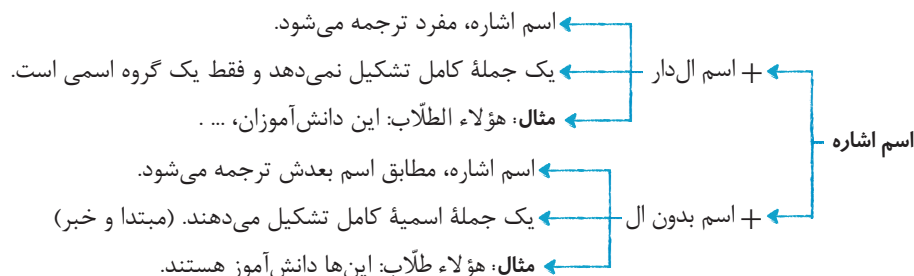 اسم اشاره
+ اسم ال‌دار
اسم اشاره، مفرد ترجمه می‌شود.
یک جملهٔ کامل تشکیل نمی‌دهد و فقط یک گروه اسمی است.
مثال: هؤلاء الطلّاب: این دانش‌آموزان، ... .
+ اسم بدون ال
اسم اشاره، مطابق اسم بعدش ترجمه می‌شود.
یک جملهٔ اسمیهٔ کامل تشکیل می‌دهند. (مبتدا و خبر)
مثال: هؤلاء طلّاب: این‌ها دانش‌آموز هستند.